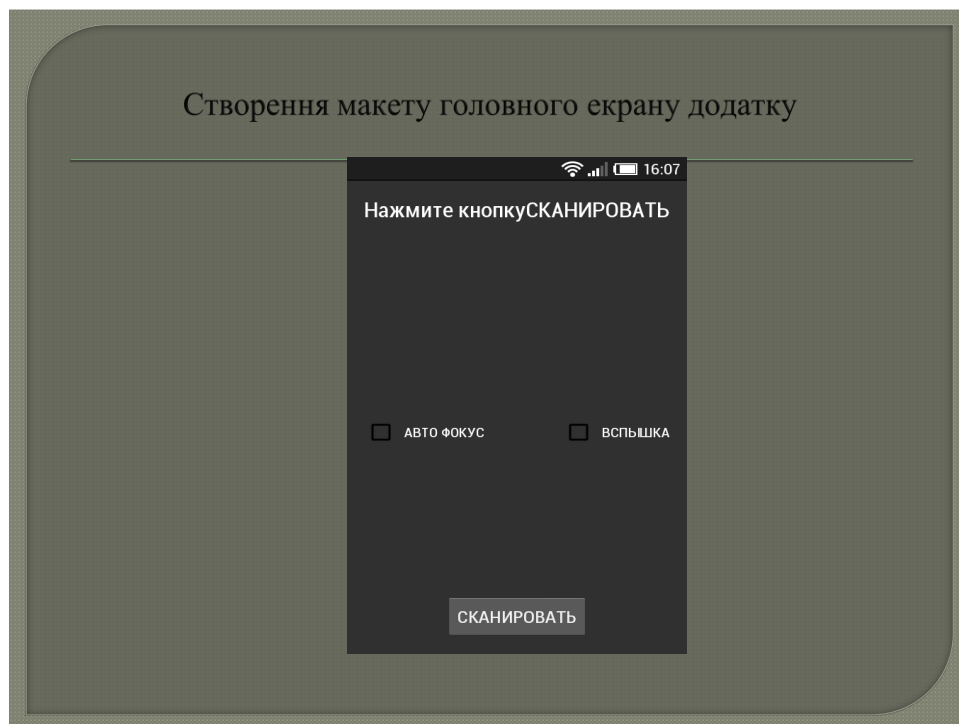 Створення макету головного екрану додатку
16:07
Нажмите кнопкуСКАНИРОВАТЬ
АВТО ФОКУС
ВСПЫШКА
СКАНИРОВАТЬ